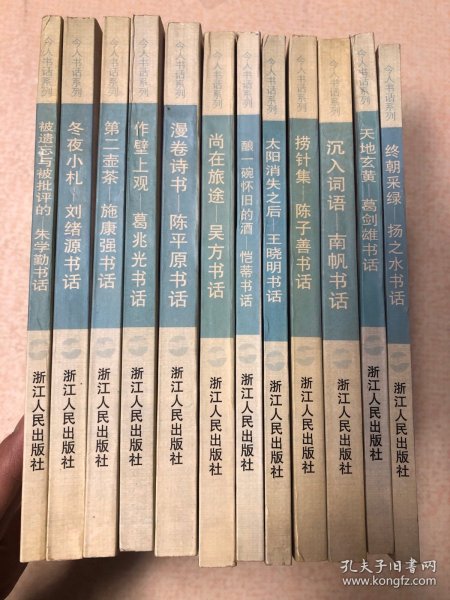 今人书话系列
被遗忘与被批评的——朱学勤书话
浙江人民出版社
今人书话系列
冬夜小札——刘绪源书话
浙江人民出版社
今人书话系列
第二壶茶——施康强书话
浙江人民出版社
今人书话系列
作壁上观——葛兆光书话
浙江人民出版社
今人书话系列
漫卷诗书——陈平原书话
浙江人民出版社
今人书话系列
尚在旅途——吴方书话
浙江人民出版社
今人书话系列
酿一碗怀旧的酒——恺蒂书话
浙江人民出版社
今人书话系列
太阳消失之后——王晓明书话
浙江人民出版社
今人书话系列
捞针集——陈子善书话
浙江人民出版社
今人书话系列
沉入词语——南帆书话
浙江人民出版社
今人书话系列
天地玄黄——葛剑雄书话
浙江人民出版社
今人书话系列
终朝采绿——扬之水书话
浙江人民出版社
孔夫子旧书网
www.kongfz.com